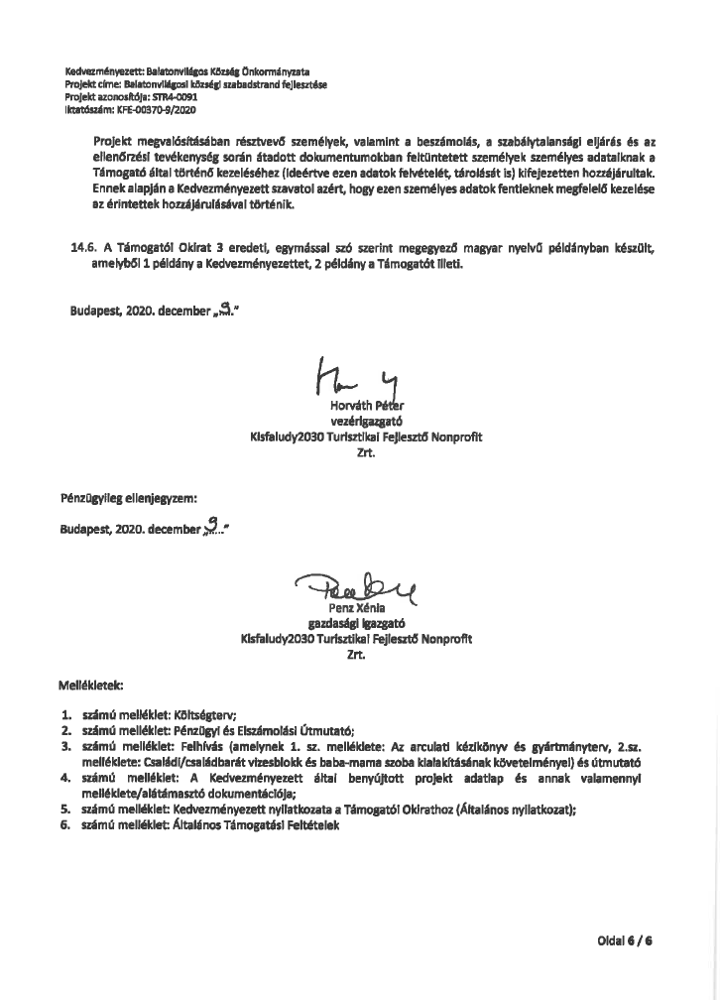 Kedvezményezett: Balatonvilágos Község Önkormányzata
Projekt címe: Balatonvilágosi községi szabadstrand fejlesztése
Projekt azonosítója: STR4-0091
Iktatószám: KFE-00370-9/2020
Projekt megvalósításában résztvevő személyek, valamint a beszámolás, a szabálytalansági eljárás és az
ellenőrzési tevékenység során átadott dokumentumokban feltüntetett személyek személyes adataiknak a
Támogató által történő kezeléséhez (ideértve ezen adatok felvételét, tárolását is) kifejezetten hozzájárultak.
Ennek alapján a Kedvezményezett szavatol azért, hogy ezen személyes adatok fentieknek megfelelő kezelése
az érintettek hozzájárulásával történik.
14.6. A Támogatói Okirat 3 eredeti, egymással szó szerint megegyező magyar nyelvű példányban készült,
amelyből 1 példány a Kedvezményezettet, 2 példány a Támogatót illeti.
Budapest, 2020. december „9.”
Horváth Péter
vezérigazgató
Kisfaludy2030 Turisztikai Fejlesztő Nonprofit
Zrt.
Pénzügyileg ellenjegyzem:
Budapest, 2020. december „9...”
Penz Xénia
gazdasági igazgató
Kisfaludy2030 Turisztikai Fejlesztő Nonprofit
Zrt.
Mellékletek:
1. számú melléklet: Költségterv;
2. számú melléklet: Pénzügyi és Elszámolási Útmutató;
3. számú melléklet: Felhívás (amelynek 1. sz. melléklete: Az arculati kézikönyv és gyártmányterv, 2.sz.
melléklete: Családi/családbarát vizesblokk és baba-mama szoba kialakításának követelményei) és útmutató
4. számú melléklet: A Kedvezményezett által benyújtott projekt adatlap és annak valamennyi
melléklete/alátámasztó dokumentációja;
5. számú melléklet: Kedvezményezett nyilatkozata a Támogatói Okirathoz (Általános nyilatkozat);
6. számú melléklet: Általános Támogatási Feltételek
Oldal 6 / 6